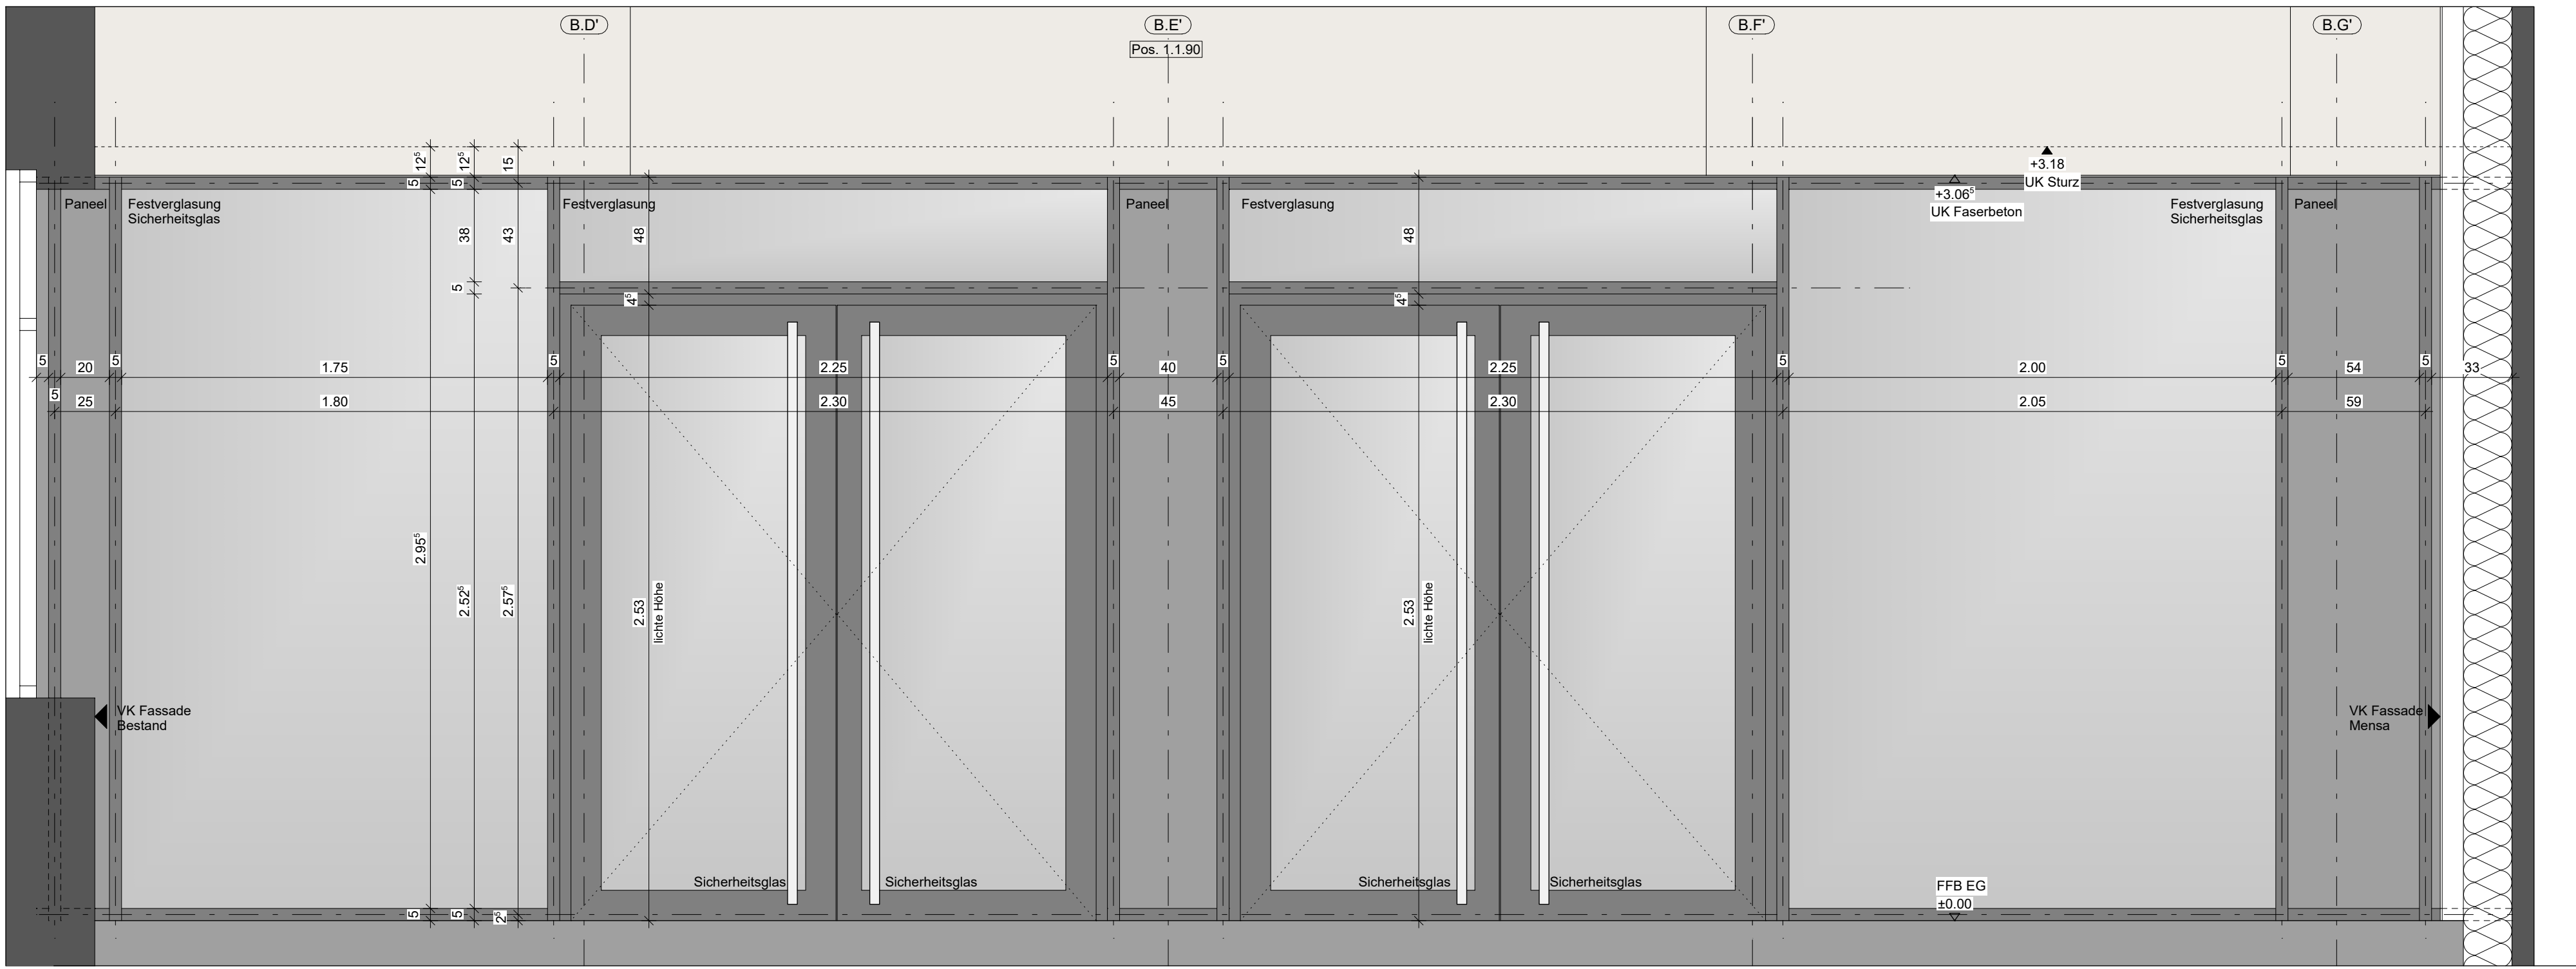 B.D'
B.E'
B.F'
B.G'
Pos. 1.1.90
12⁵
12⁵
15
+3.18
UK Sturz
5
5
+3.06⁵
UK Faserbeton
Paneel
Festverglasung
Sicherheitsglas
Festverglasung
Paneel
Festverglasung
Festverglasung
Sicherheitsglas
Paneel
38
43
48
48
5
4⁵
4⁵
5
20
5
1.75
5
2.25
5
40
5
2.25
5
2.00
5
54
5
33
5
25
1.80
2.30
45
2.30
2.05
59
2.95⁵
2.52⁵
2.57⁵
2.53
lichte Höhe
2.53
lichte Höhe
VK Fassade
Bestand
VK Fassade
Mensa
Sicherheitsglas
Sicherheitsglas
Sicherheitsglas
Sicherheitsglas
FFB EG
±0.00
5
5
2⁵